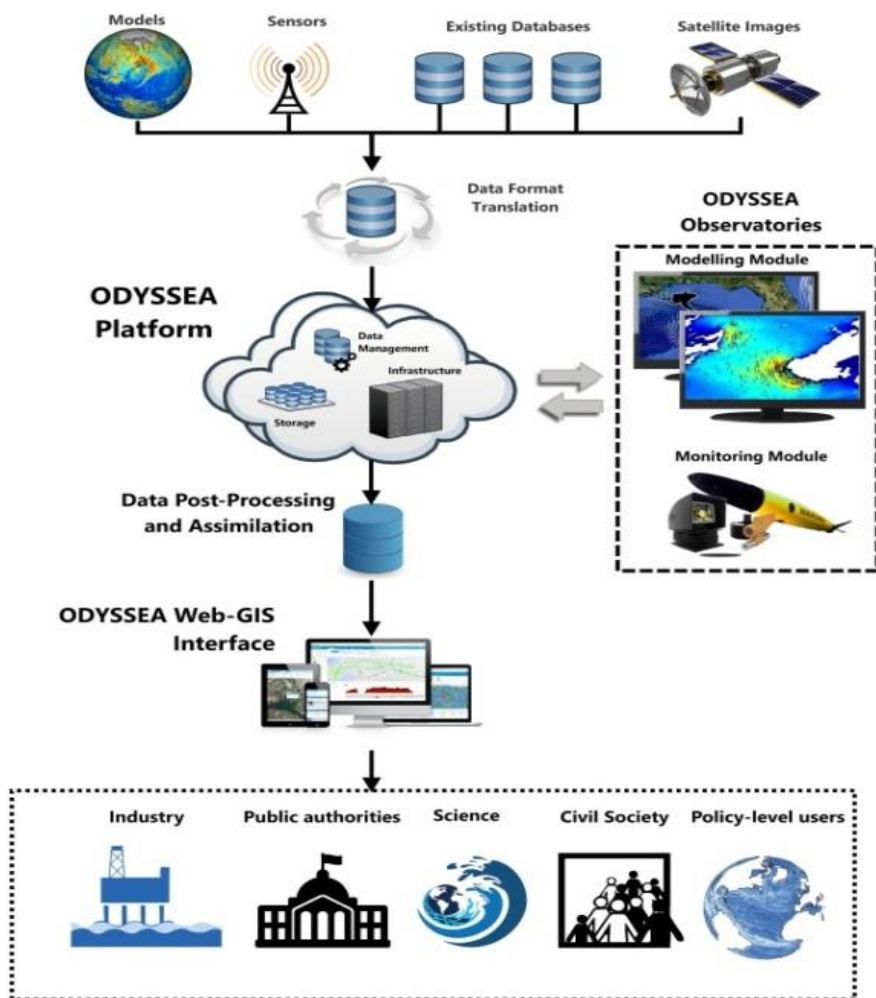 Models
Sensors
Existing Databases
Satellite Images
Data Format
Translation
ODYSSEA
Observatories
Modelling Module
ODYSSEA
Platform
Data
Management
Infrastructure
Storage
Monitoring Module
Data Post-Processing
and Assimilation
ODYSSEA Web-GIS
Interface
Industry
Public authorities
Science
Civil Society
Policy-level users